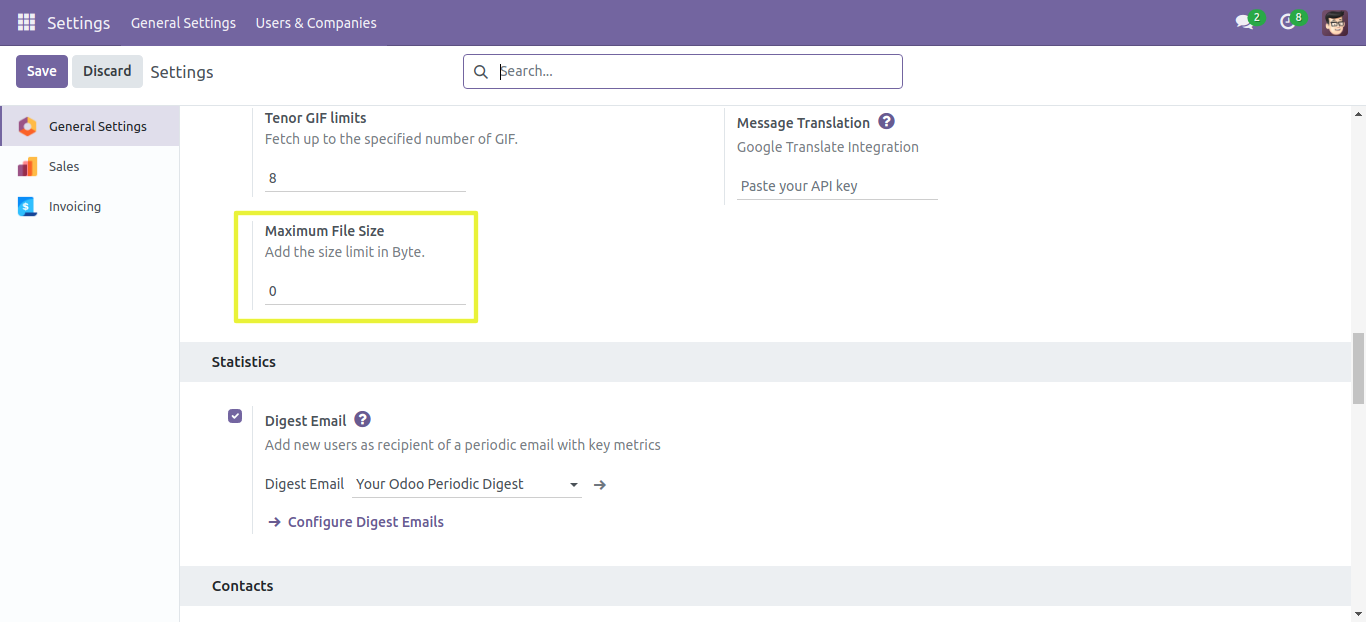 Settings General Settings Users & Companies 2 8
Save Discard Settings Search...
General Settings
Sales
Invoicing
Tenor GIF limits
Fetch up to the specified number of GIF.
8
Message Translation ?
Google Translate Integration
Paste your API key
Maximum File Size
Add the size limit in Byte.
0
Statistics
Digest Email ?
Add new users as recipient of a periodic email with key metrics
Digest Email Your Odoo Periodic Digest
Configure Digest Emails
Contacts